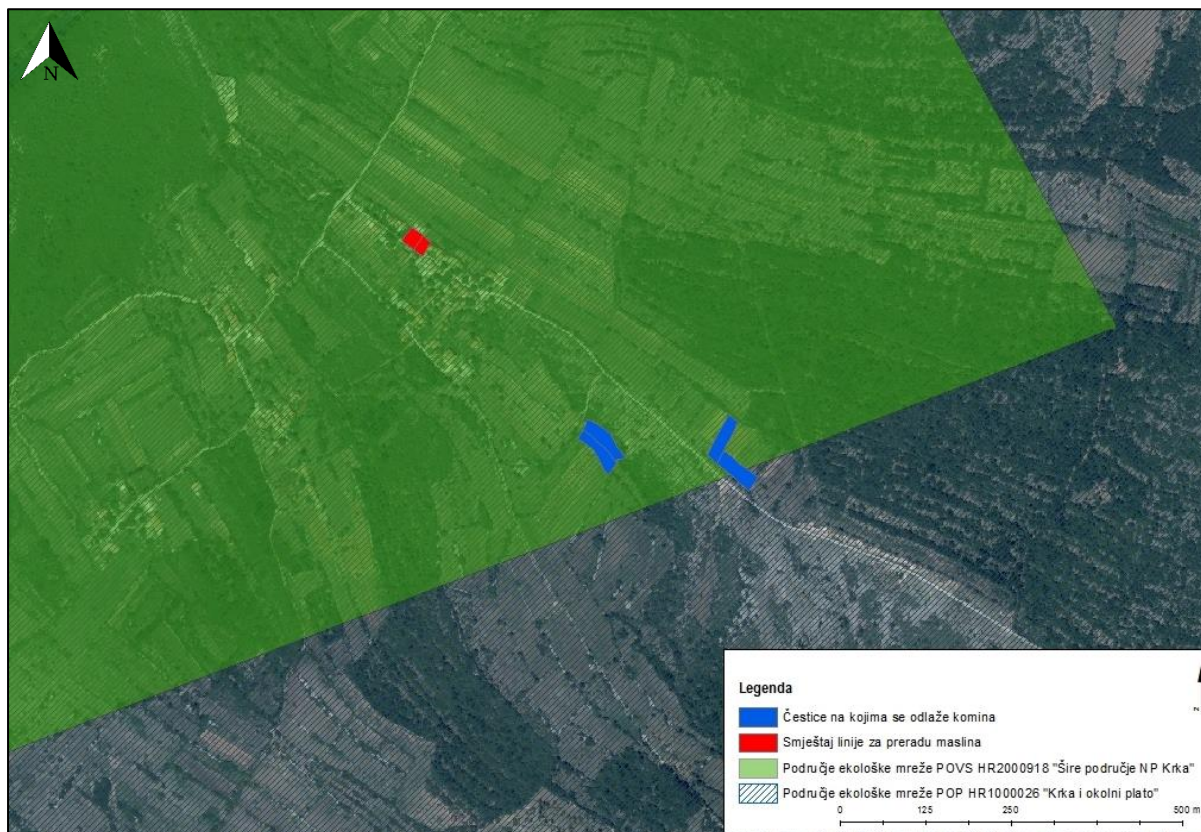 N
Legenda
Čestice na kojima se odlaže komina
Smještaj linije za preradu maslina
Područje ekološke mreže POVS HR2000918 "Šire područje NP Krka"
Područje ekološke mreže POP HR1000026 "Krka i okolni plato"
0 125 250 500 m